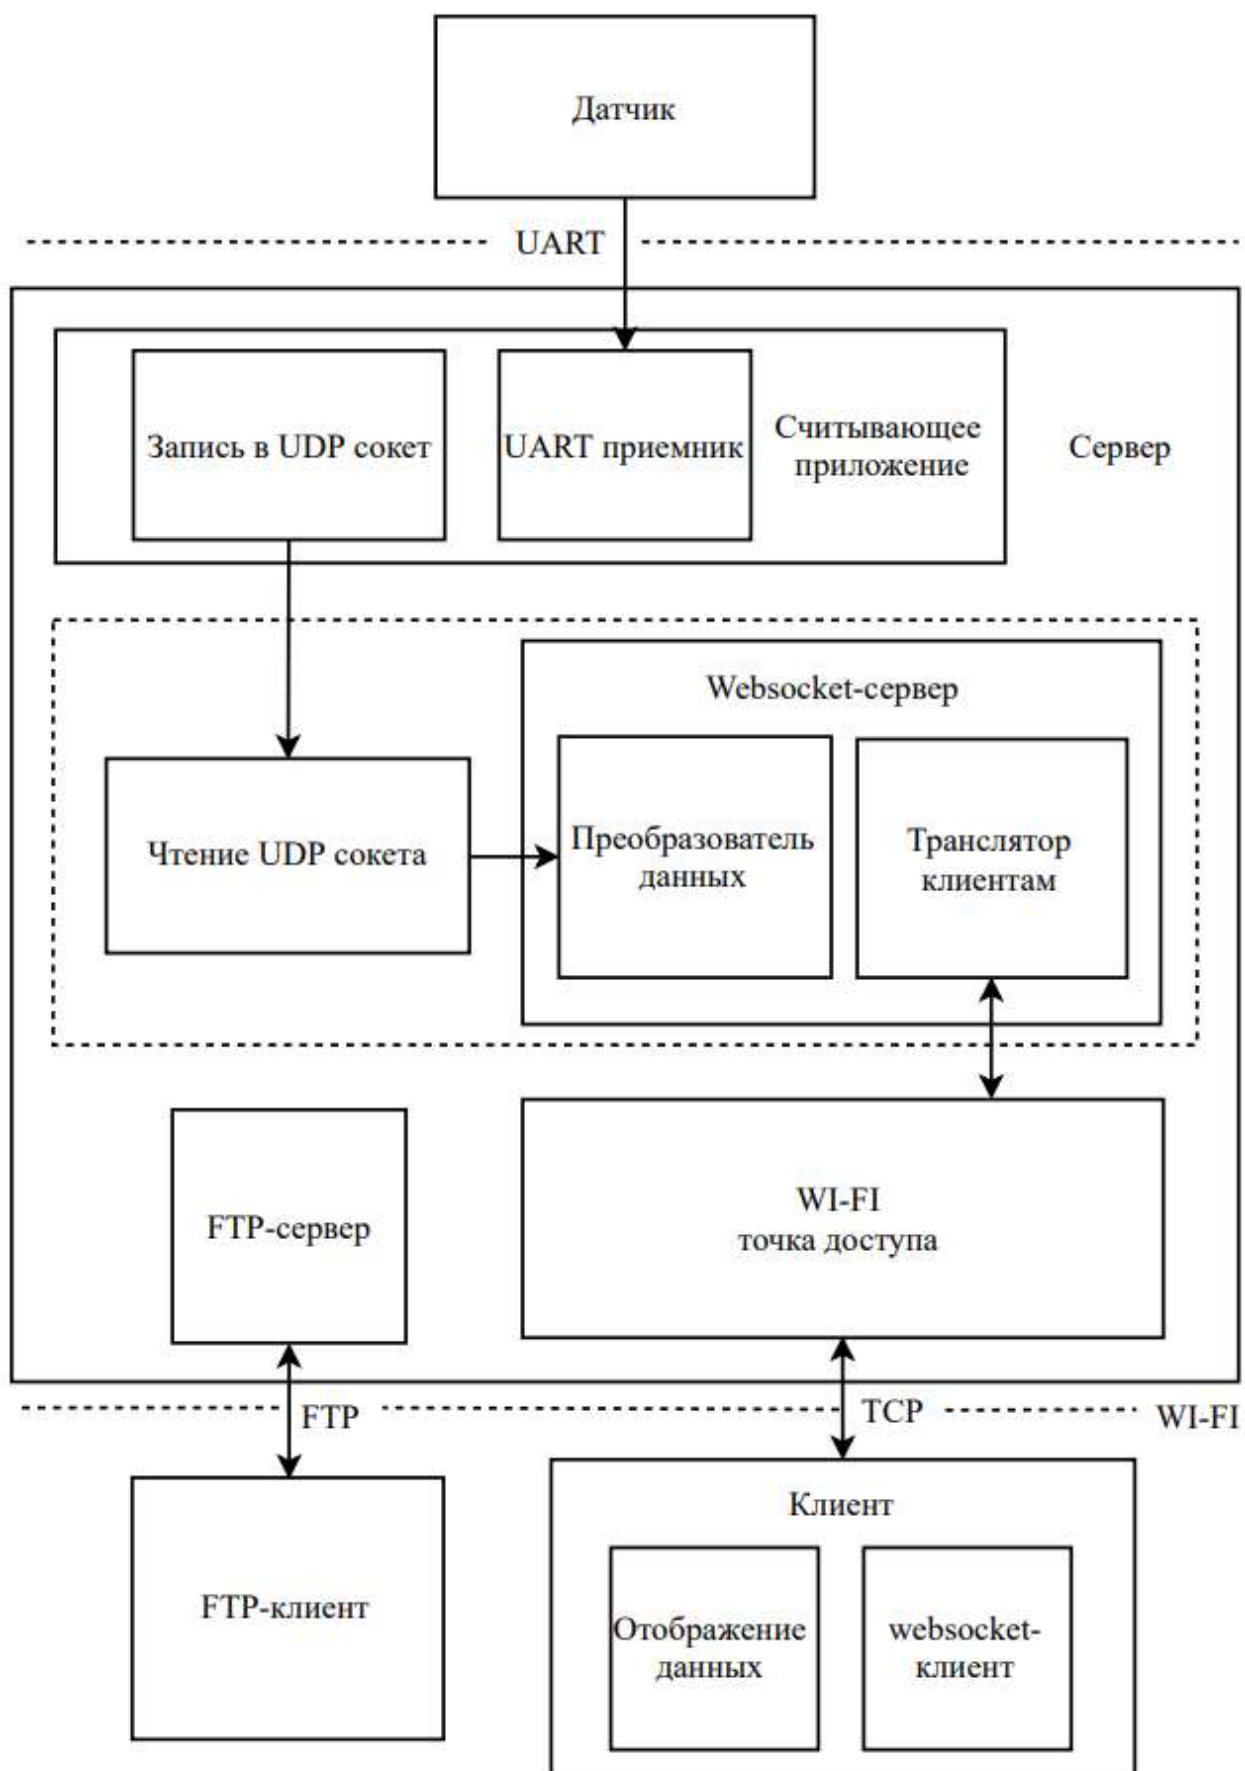 Датчик
UART
Запись в UDP сокет
UART приемник
Считывающее
приложение
Сервер
Websocket-сервер
Чтение UDP сокета
Преобразователь
данных
Транслятор
клиентам
FTP-сервер
WI-FI
точка доступа
FTP
TCP
WI-FI
Клиент
FTP-клиент
Отображение
данных
websocket-
клиент